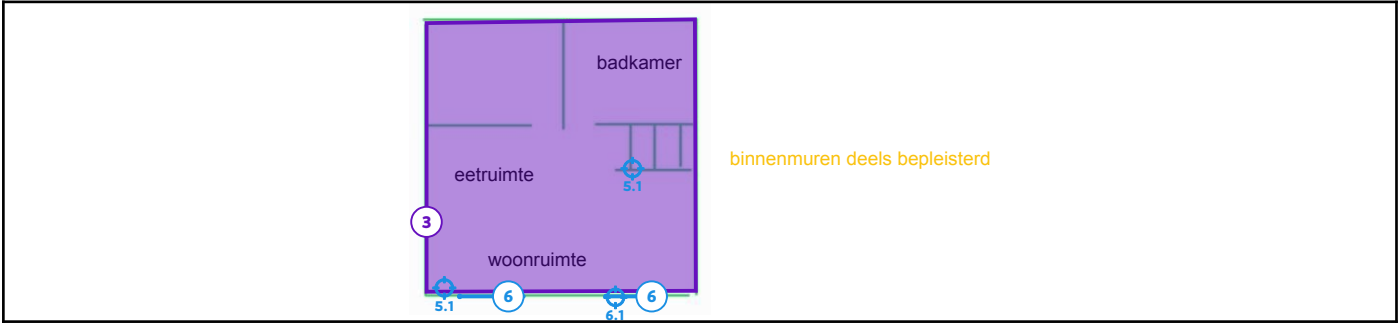 badkamer
binnenmuren deels bepleisterd
eetruimte
5.1
3
woonruimte
6
6
5.1
6.1